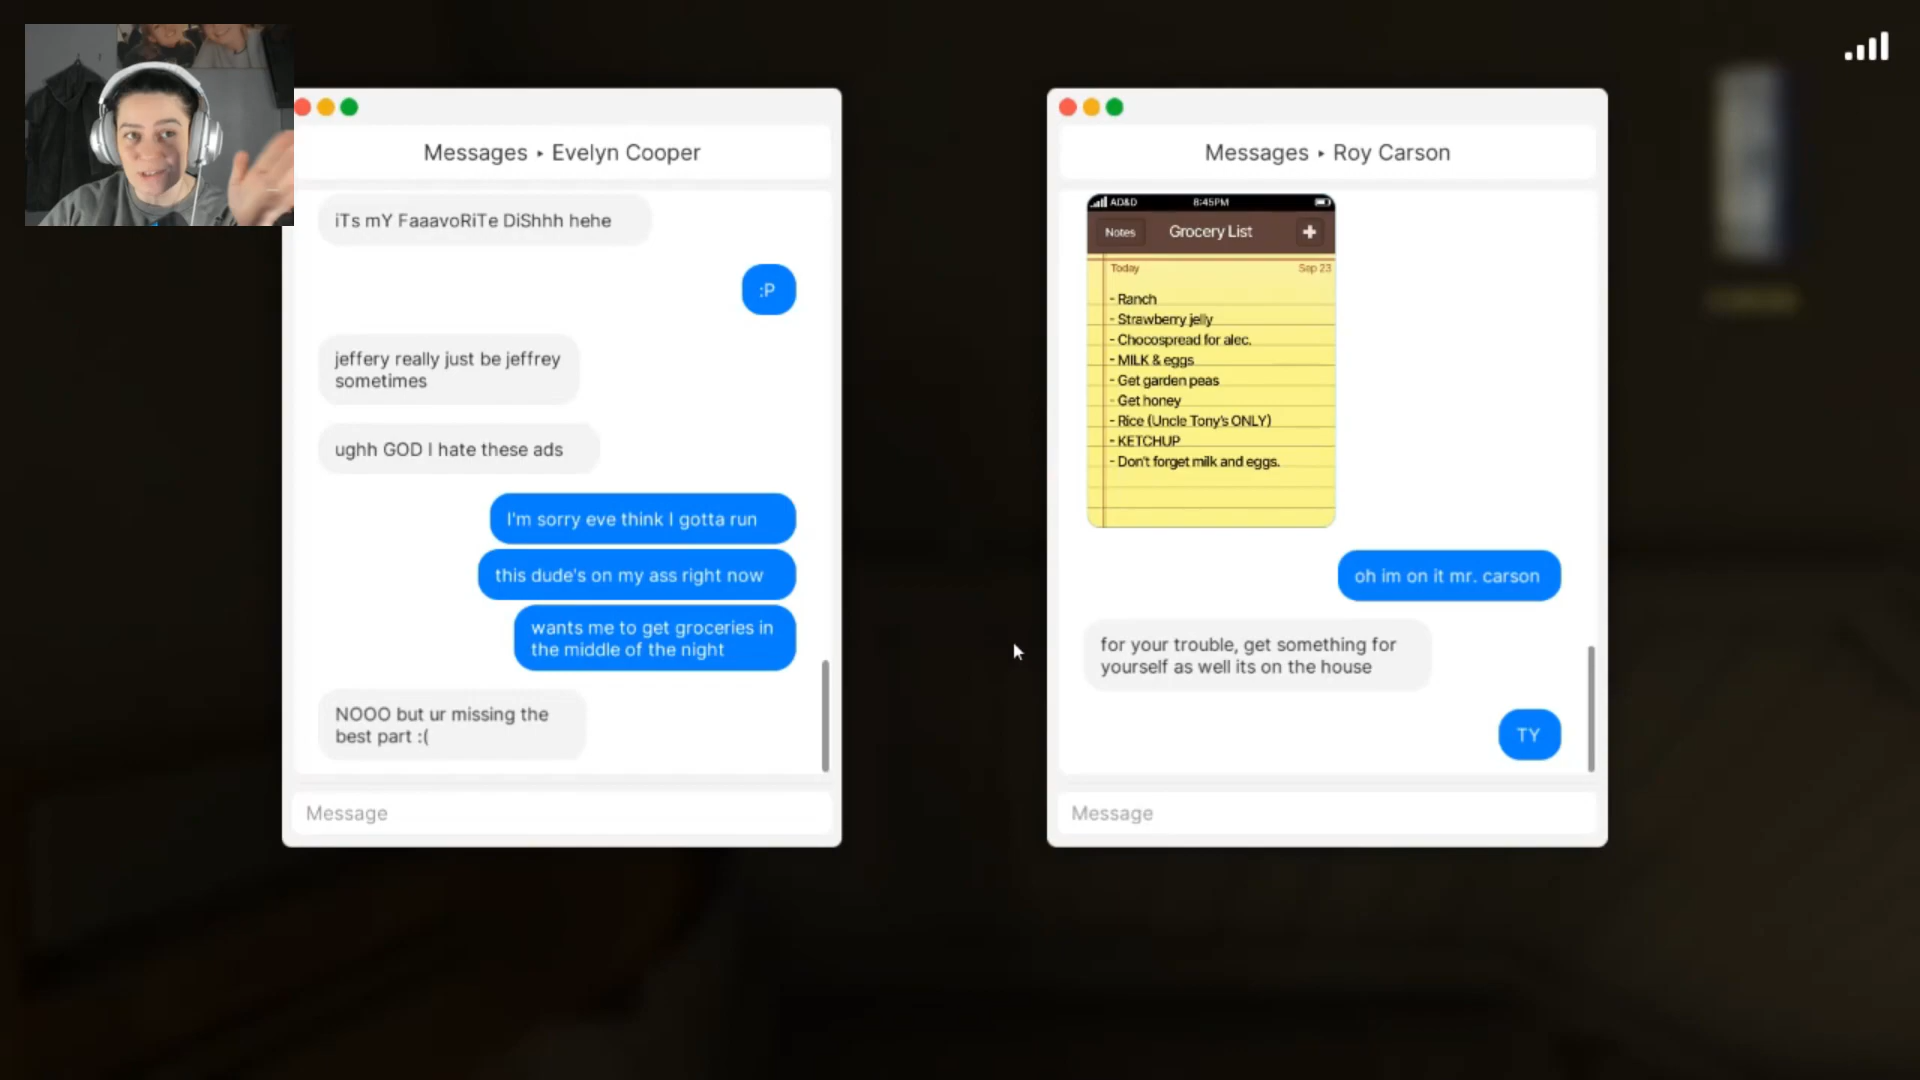 Messages ▸ Evelyn Cooper
iTs mY FaaavoRiTe DiShhh hehe
:P
jeffery really just be jeffrey
sometimes
ughh GOD I hate these ads
I'm sorry eve think I gotta run
this dude's on my ass right now
wants me to get groceries in
the middle of the night
NOOO but ur missing the
best part :(
Message
Messages ▸ Roy Carson
AD&D 8:45PM
Notes Grocery List +
Today Sep 23
- Ranch
- Strawberry jelly
- Chocospread for alec.
- MILK & eggs
- Get garden peas
- Get honey
- Rice (Uncle Tony's ONLY)
- KETCHUP
- Don't forget milk and eggs.
oh im on it mr. carson
for your trouble, get something for
yourself as well its on the house
TY
Message